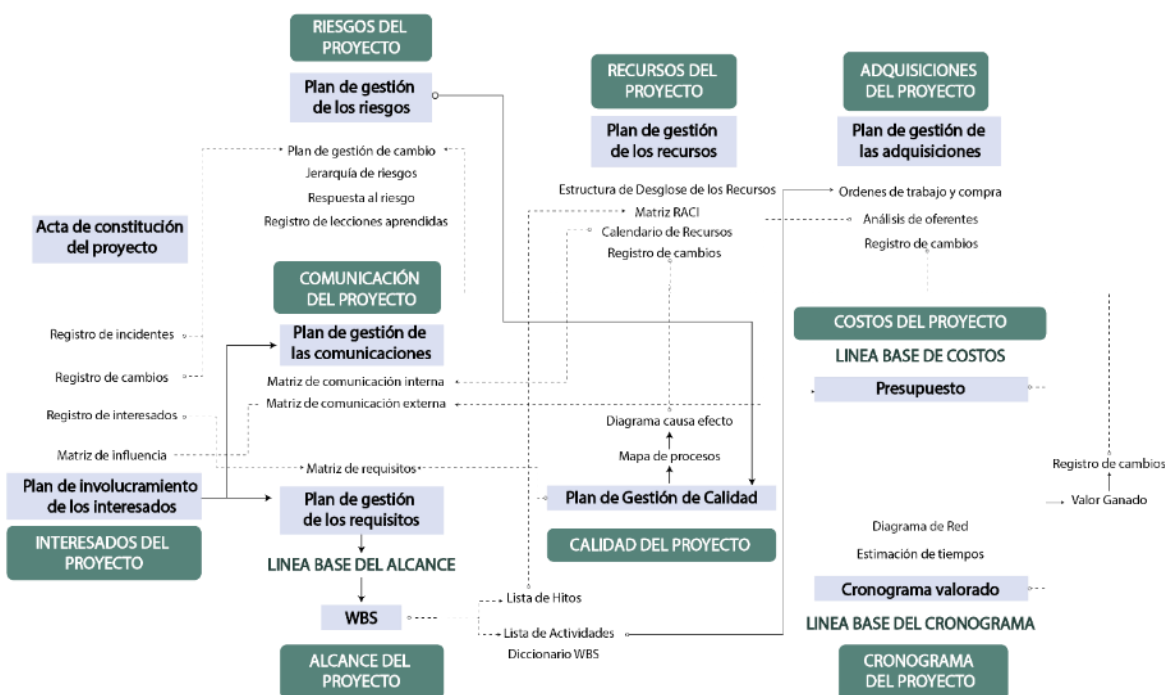 RIESGOS DEL
PROYECTO
Plan de gestión
de los riesgos
Plan de gestión de cambio
Jerarquía de riesgos
Respuesta al riesgo
Registro de lecciones aprendidas
RECURSOS DEL
PROYECTO
Plan de gestión
de los recursos
Estructura de Desglose de los Recursos
Matriz RACI
Calendario de Recursos
Registro de cambios
ADQUISICIONES
DEL PROYECTO
Plan de gestión de
las adquisiciones
Ordenes de trabajo y compra
Análisis de oferentes
Registro de cambios
Acta de constitución
del proyecto
Registro de incidentes
Registro de cambios
Registro de interesados
Matriz de influencia
Plan de involucramiento
de los interesados
INTERESADOS DEL
PROYECTO
COMUNICACIÓN
DEL PROYECTO
Plan de gestión de
las comunicaciones
Matriz de comunicación interna
Matriz de comunicación externa
Matriz de requisitos
Plan de gestión
de los requisitos
LINEA BASE DEL ALCANCE
WBS
ALCANCE DEL
PROYECTO
Lista de Hitos
Lista de Actividades
Diccionario WBS
Diagrama causa efecto
Mapa de procesos
Plan de Gestión de Calidad
CALIDAD DEL PROYECTO
COSTOS DEL PROYECTO
LINEA BASE DE COSTOS
Presupuesto
Registro de cambios
Valor Ganado
Diagrama de Red
Estimación de tiempos
Cronograma valorado
LINEA BASE DEL CRONOGRAMA
CRONOGRAMA
DEL PROYECTO